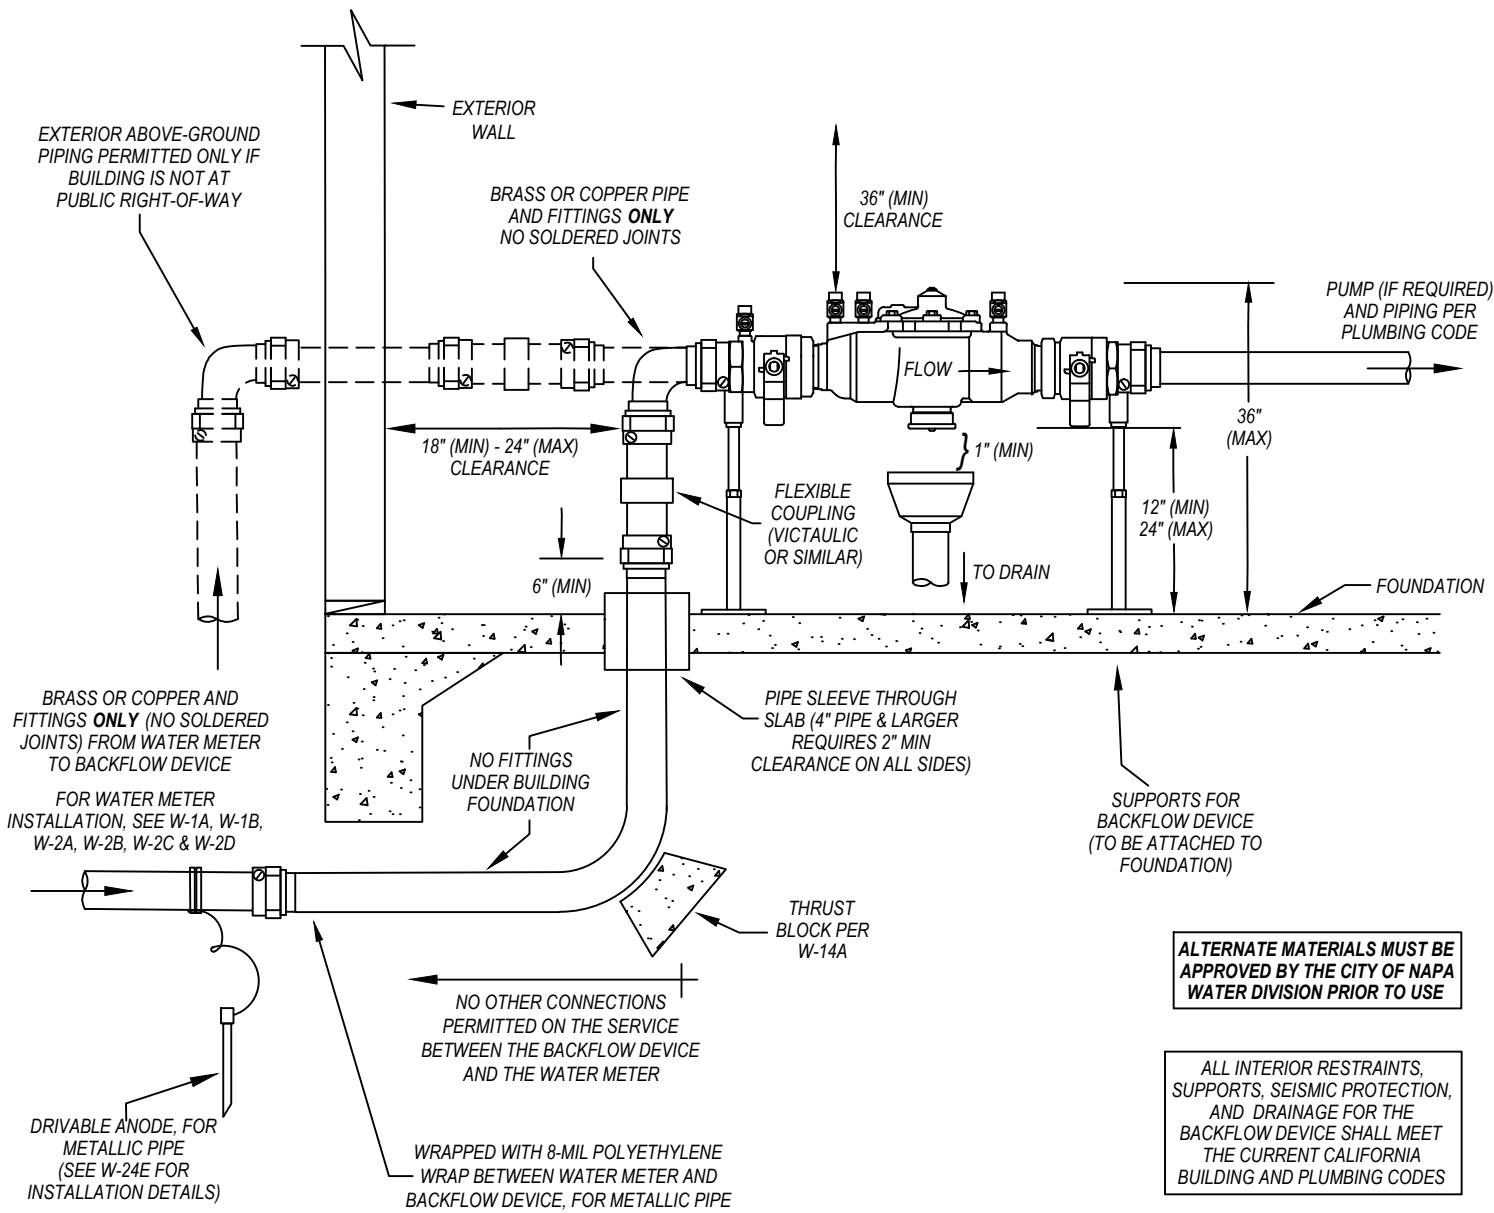 EXTERIOR
WALL
EXTERIOR ABOVE-GROUND
PIPING PERMITTED ONLY IF
BUILDING IS NOT AT
PUBLIC RIGHT-OF-WAY
BRASS OR COPPER PIPE
AND FITTINGS ONLY
NO SOLDERED JOINTS
36" (MIN)
CLEARANCE
PUMP (IF REQUIRED)
AND PIPING PER
PLUMBING CODE
FLOW
36"
(MAX)
18" (MIN) - 24" (MAX)
CLEARANCE
1" (MIN)
FLEXIBLE
COUPLING
(VICTAULIC
OR SIMILAR)
12" (MIN)
24" (MAX)
6" (MIN)
TO DRAIN
FOUNDATION
BRASS OR COPPER AND
FITTINGS ONLY (NO SOLDERED
JOINTS) FROM WATER METER
TO BACKFLOW DEVICE
FOR WATER METER
INSTALLATION, SEE W-1A, W-1B,
W-2A, W-2B, W-2C & W-2D
NO FITTINGS
UNDER BUILDING
FOUNDATION
PIPE SLEEVE THROUGH
SLAB (4" PIPE & LARGER
REQUIRES 2" MIN
CLEARANCE ON ALL SIDES)
SUPPORTS FOR
BACKFLOW DEVICE
(TO BE ATTACHED TO
FOUNDATION)
THRUST
BLOCK PER
W-14A
ALTERNATE MATERIALS MUST BE
APPROVED BY THE CITY OF NAPA
WATER DIVISION PRIOR TO USE
NO OTHER CONNECTIONS
PERMITTED ON THE SERVICE
BETWEEN THE BACKFLOW DEVICE
AND THE WATER METER
ALL INTERIOR RESTRAINTS,
SUPPORTS, SEISMIC PROTECTION,
AND DRAINAGE FOR THE
BACKFLOW DEVICE SHALL MEET
THE CURRENT CALIFORNIA
BUILDING AND PLUMBING CODES
DRIVABLE ANODE, FOR
METALLIC PIPE
(SEE W-24E FOR
INSTALLATION DETAILS)
WRAPPED WITH 8-MIL POLYETHYLENE
WRAP BETWEEN WATER METER AND
BACKFLOW DEVICE, FOR METALLIC PIPE